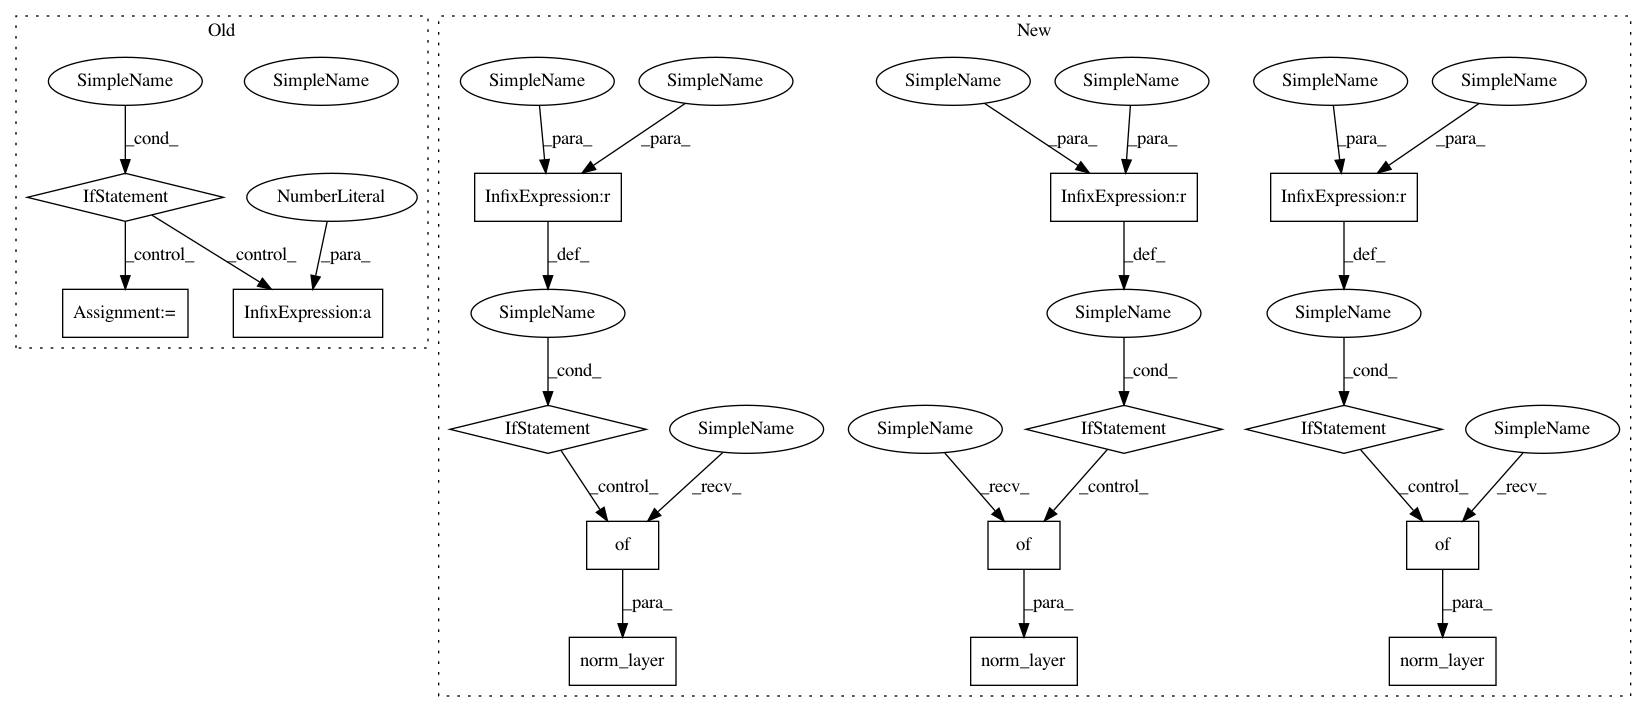 Old
New
SimpleName
SimpleName
SimpleName
SimpleName
SimpleName
SimpleName
SimpleName
SimpleName
_cond_
_para_
_para_
_para_
_para_
_para_
_para_
IfStatement
NumberLiteral
InfixExpression:r
InfixExpression:r
InfixExpression:r
_control_
_control_
_para_
_def_
_def_
_def_
Assignment:=
InfixExpression:a
SimpleName
SimpleName
SimpleName
_cond_
_cond_
_cond_
IfStatement
SimpleName
SimpleName
IfStatement
IfStatement
SimpleName
_control_
_recv_
_recv_
_control_
_control_
_recv_
of
of
of
_para_
_para_
_para_
norm_layer
norm_layer
norm_layer